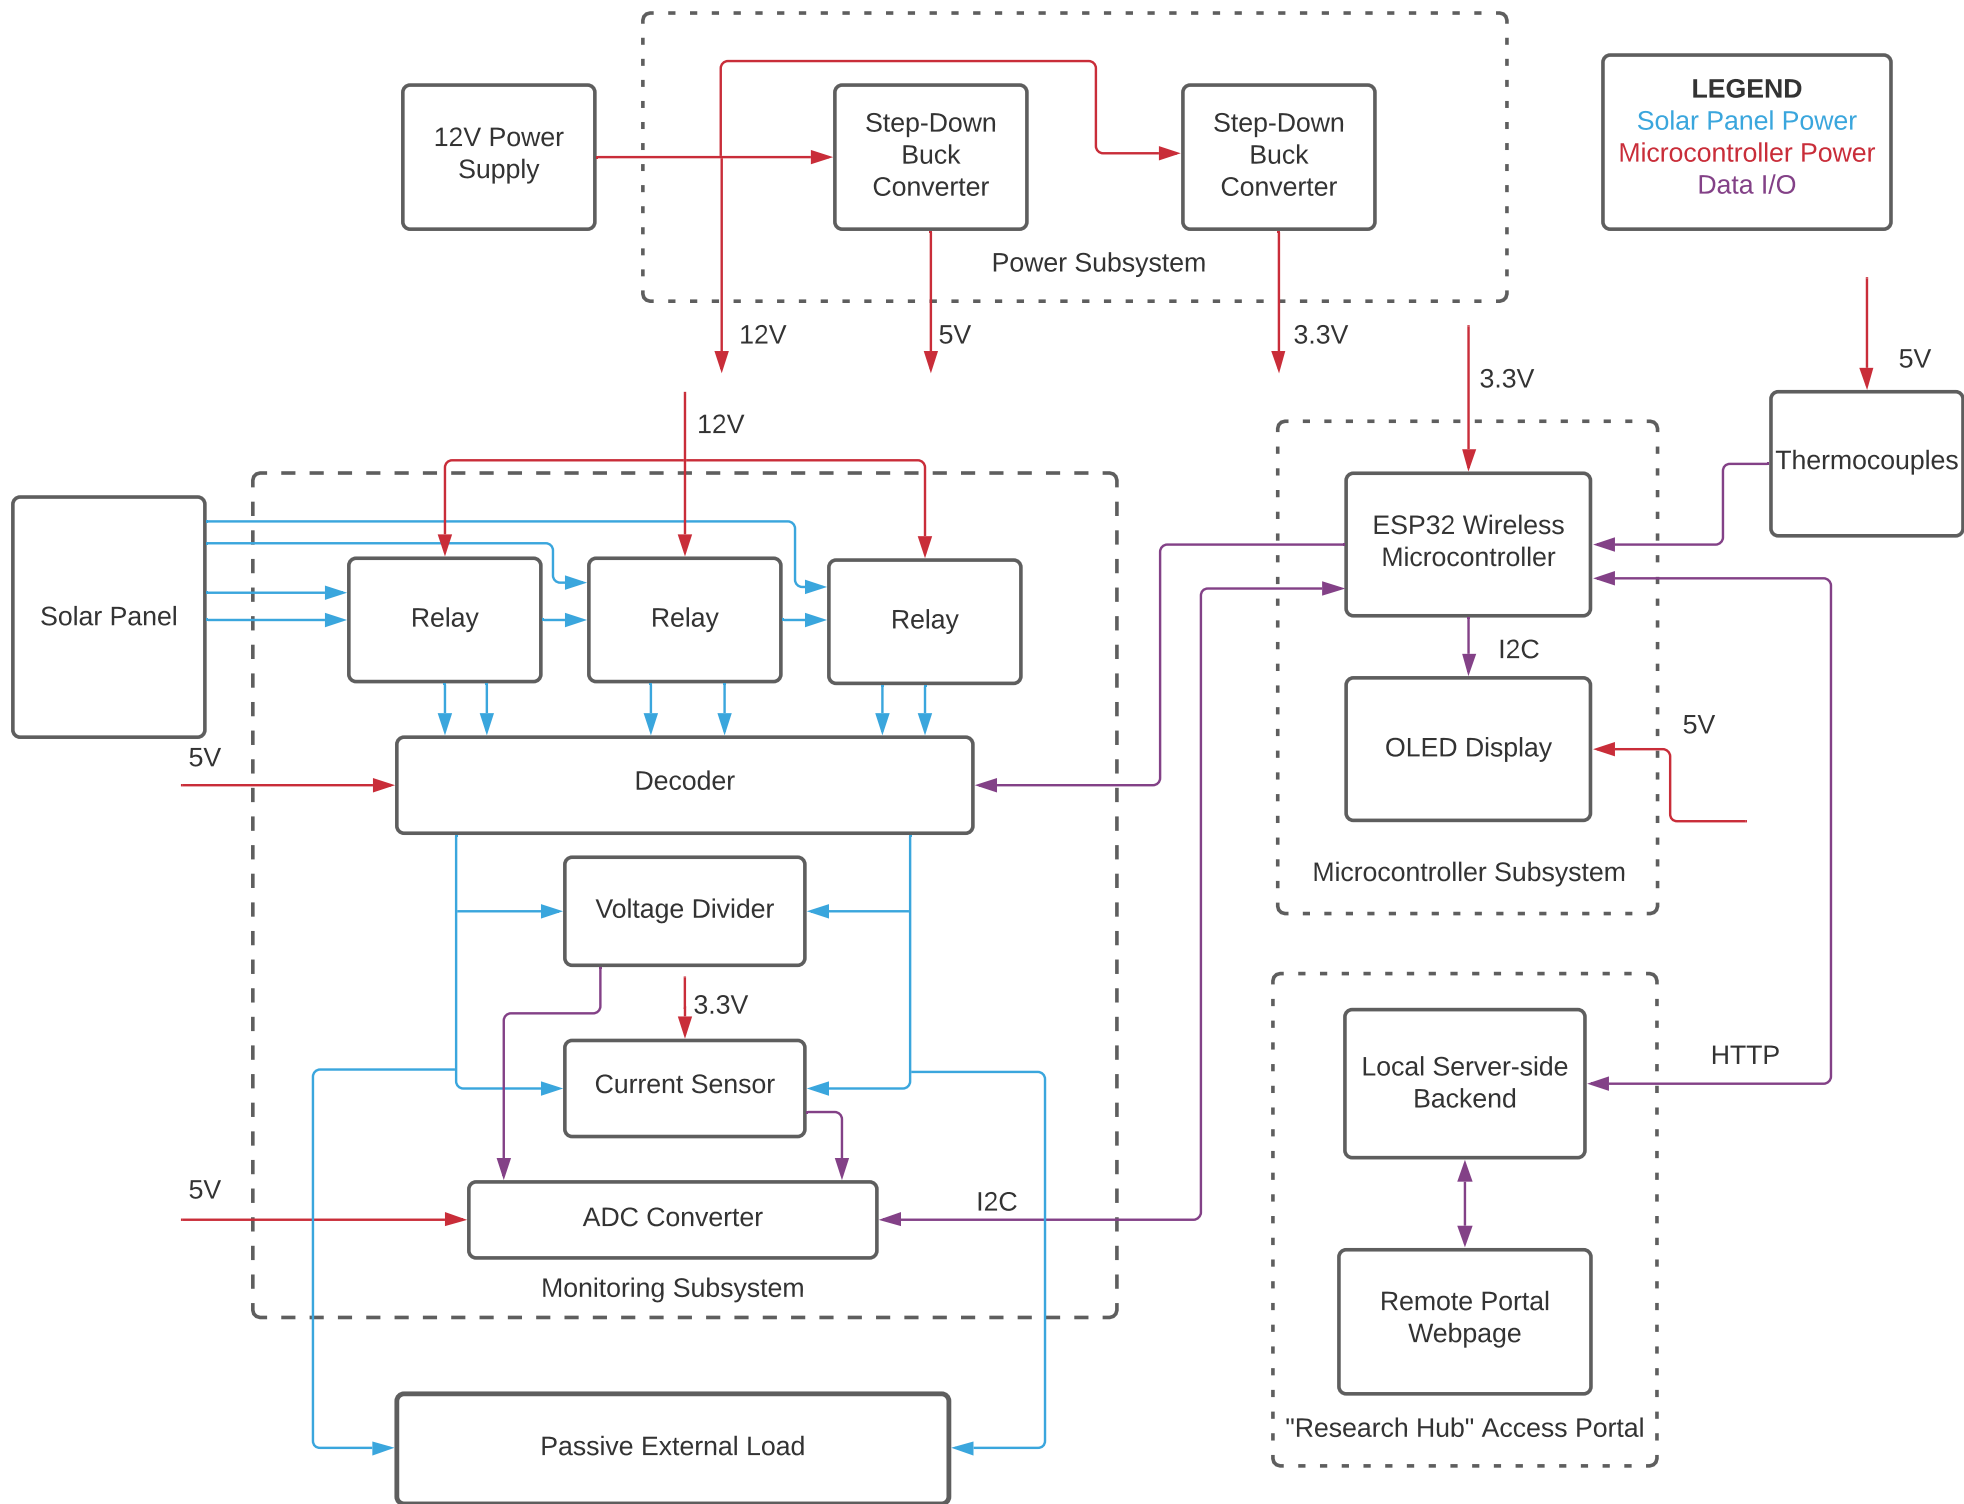 12V Power
Supply
Step-Down
Buck
Converter
Step-Down
Buck
Converter
Power Subsystem
LEGEND
Solar Panel Power
Microcontroller Power
Data I/O
12V
5V
3.3V
3.3V
5V
12V
Thermocouples
ESP32 Wireless
Microcontroller
Solar Panel
Relay
Relay
Relay
I2C
5V
OLED Display
5V
Decoder
Microcontroller Subsystem
Voltage Divider
3.3V
Current Sensor
Local Server-side
Backend
HTTP
5V
I2C
ADC Converter
Monitoring Subsystem
Remote Portal
Webpage
"Research Hub" Access Portal
Passive External Load